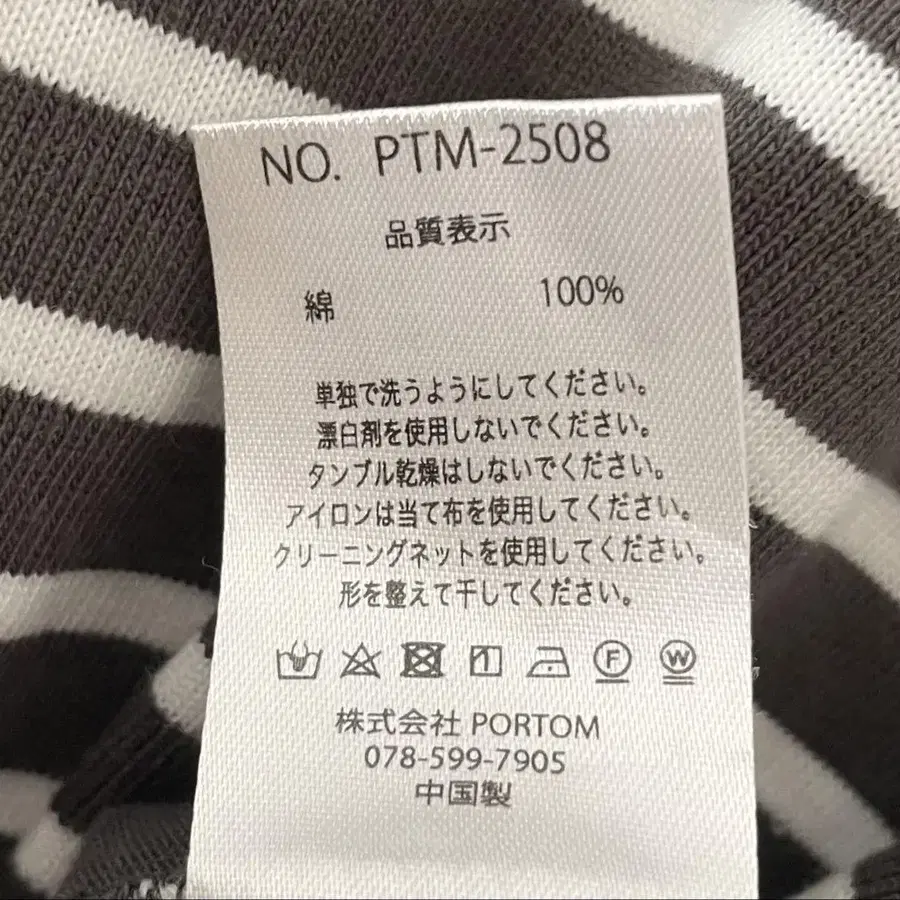 NO. PTM-2508
品質表示
綿 100%
単独で洗うようにしてください。
漂白剤を使用しないでください。
タンブル乾燥はしないでください。
アイロンは当て布を使用してください。
クリーニングネットを使用してください。
形を整えて干してください。
F W
株式会社 PORTOM
078-599-7905
中国製